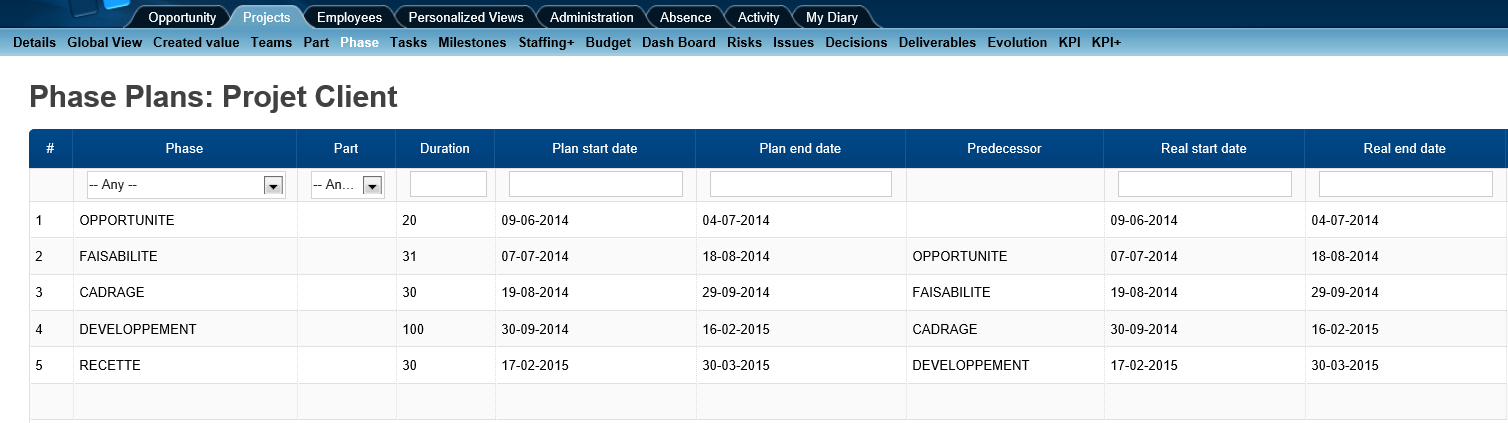 Opportunity Projects Employees Personalized Views Administration Absence Activity My Diary
Details Global View Created value Teams Part Phase Tasks Milestones Staffing+ Budget Dash Board Risks Issues Decisions Deliverables Evolution KPI KPI+
Phase Plans: Projet Client
# Phase Part Duration Plan start date Plan end date Predecessor Real start date Real end date
-- Any -- -- An...
1 OPPORTUNITE 20 09-06-2014 04-07-2014 09-06-2014 04-07-2014
2 FAISABILITE 31 07-07-2014 18-08-2014 OPPORTUNITE 07-07-2014 18-08-2014
3 CADRAGE 30 19-08-2014 29-09-2014 FAISABILITE 19-08-2014 29-09-2014
4 DEVELOPPEMENT 100 30-09-2014 16-02-2015 CADRAGE 30-09-2014 16-02-2015
5 RECETTE 30 17-02-2015 30-03-2015 DEVELOPPEMENT 17-02-2015 30-03-2015